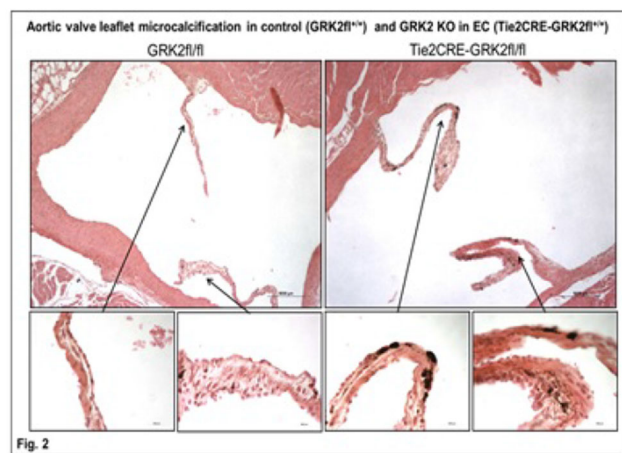 Aortic valve leaflet microcalcification in control (GRK2fl⁺/⁺) and GRK2 KO in EC (Tie2CRE-GRK2fl⁺/⁺)
GRK2fl/fl
Tie2CRE-GRK2fl/fl
Fig. 2